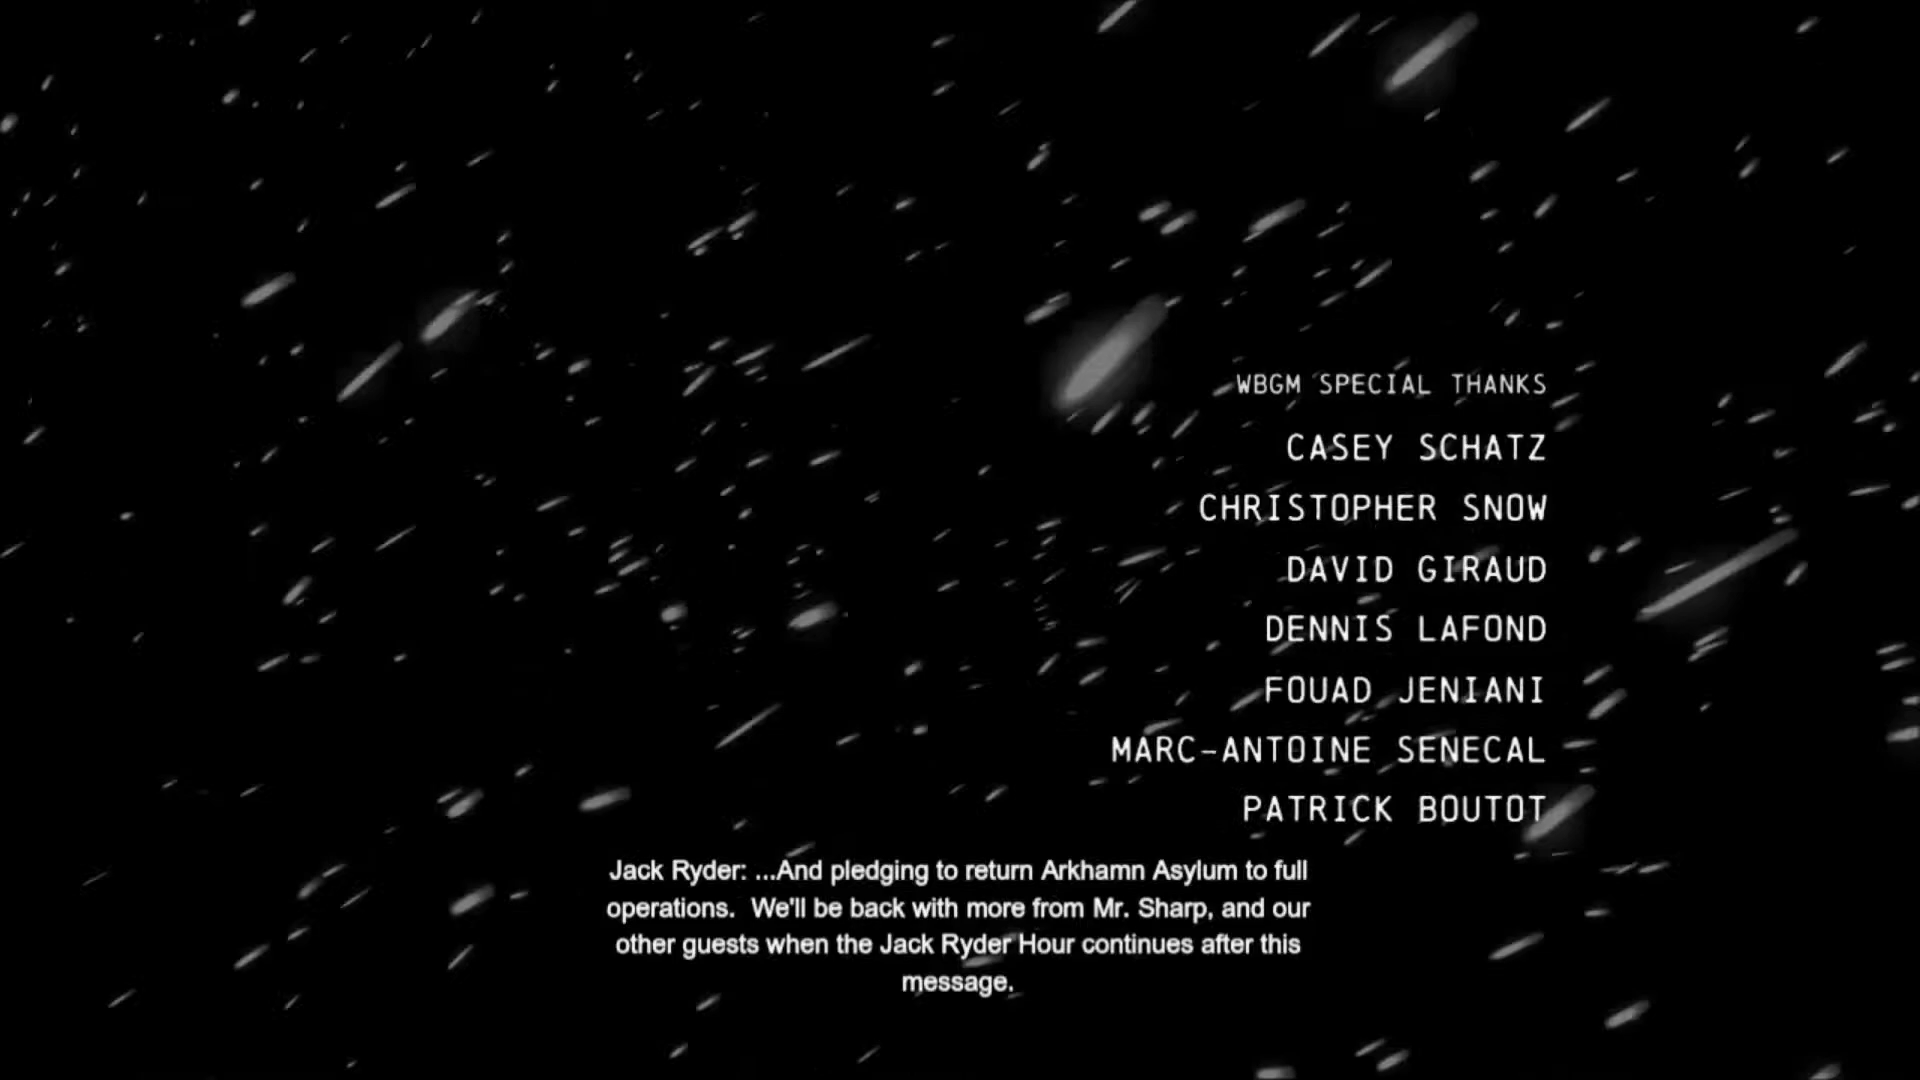 WBGM SPECIAL THANKS
CASEY SCHATZ
CHRISTOPHER SNOW
DAVID GIRAUD
DENNIS LAFOND
FOUAD JENIANI
MARC-ANTOINE SENECAL
PATRICK BOUTOT
Jack Ryder: ...And pledging to return Arkhamn Asylum to full
operations.  We'll be back with more from Mr. Sharp, and our
other guests when the Jack Ryder Hour continues after this
message.